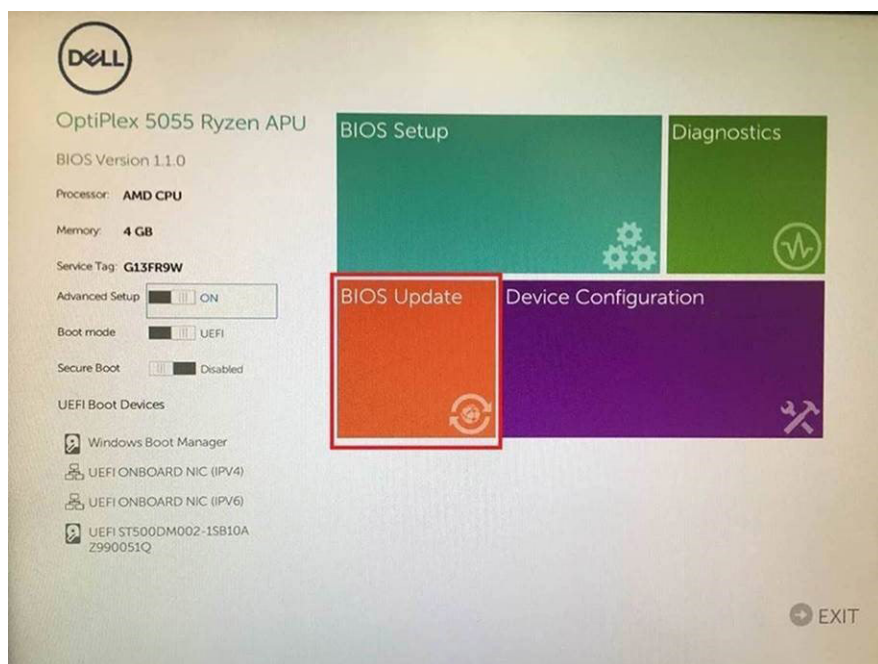 DELL
OptiPlex 5055 Ryzen APU
BIOS Version 1.1.0
Processor: AMD CPU
Memory: 4 GB
Service Tag: G13FR9W
Advanced Setup ON
Boot mode UEFI
Secure Boot Disabled
UEFI Boot Devices
Windows Boot Manager
UEFI ONBOARD NIC (IPV4)
UEFI ONBOARD NIC (IPV6)
UEFI ST500DM002-1SB10A
Z990051Q
BIOS Setup
Diagnostics
BIOS Update
Device Configuration
EXIT